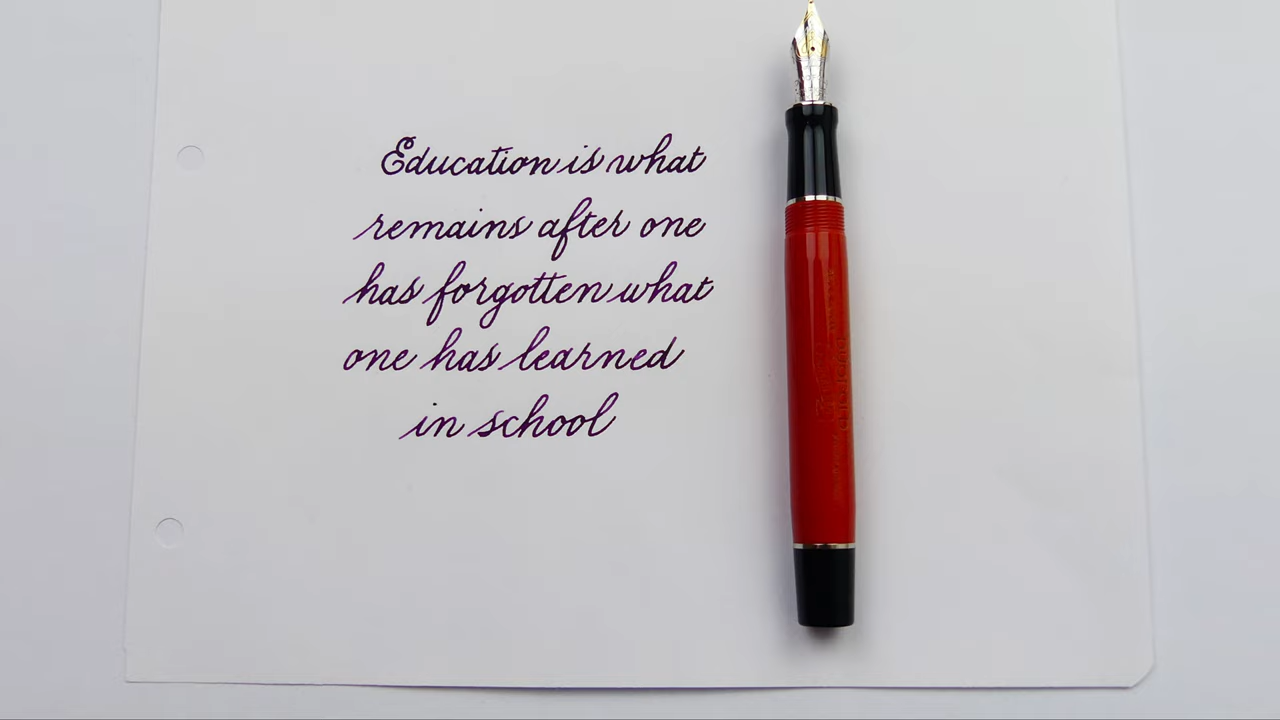 Education is what
remains after one
has forgotten what
one has learned
in school